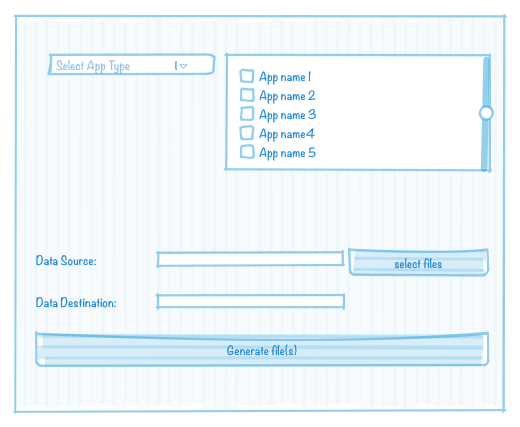 Select App Type
App name 1
App name 2
App name 3
App name4
App name 5
Data Source:
select files
Data Destination:
Generate file(s)